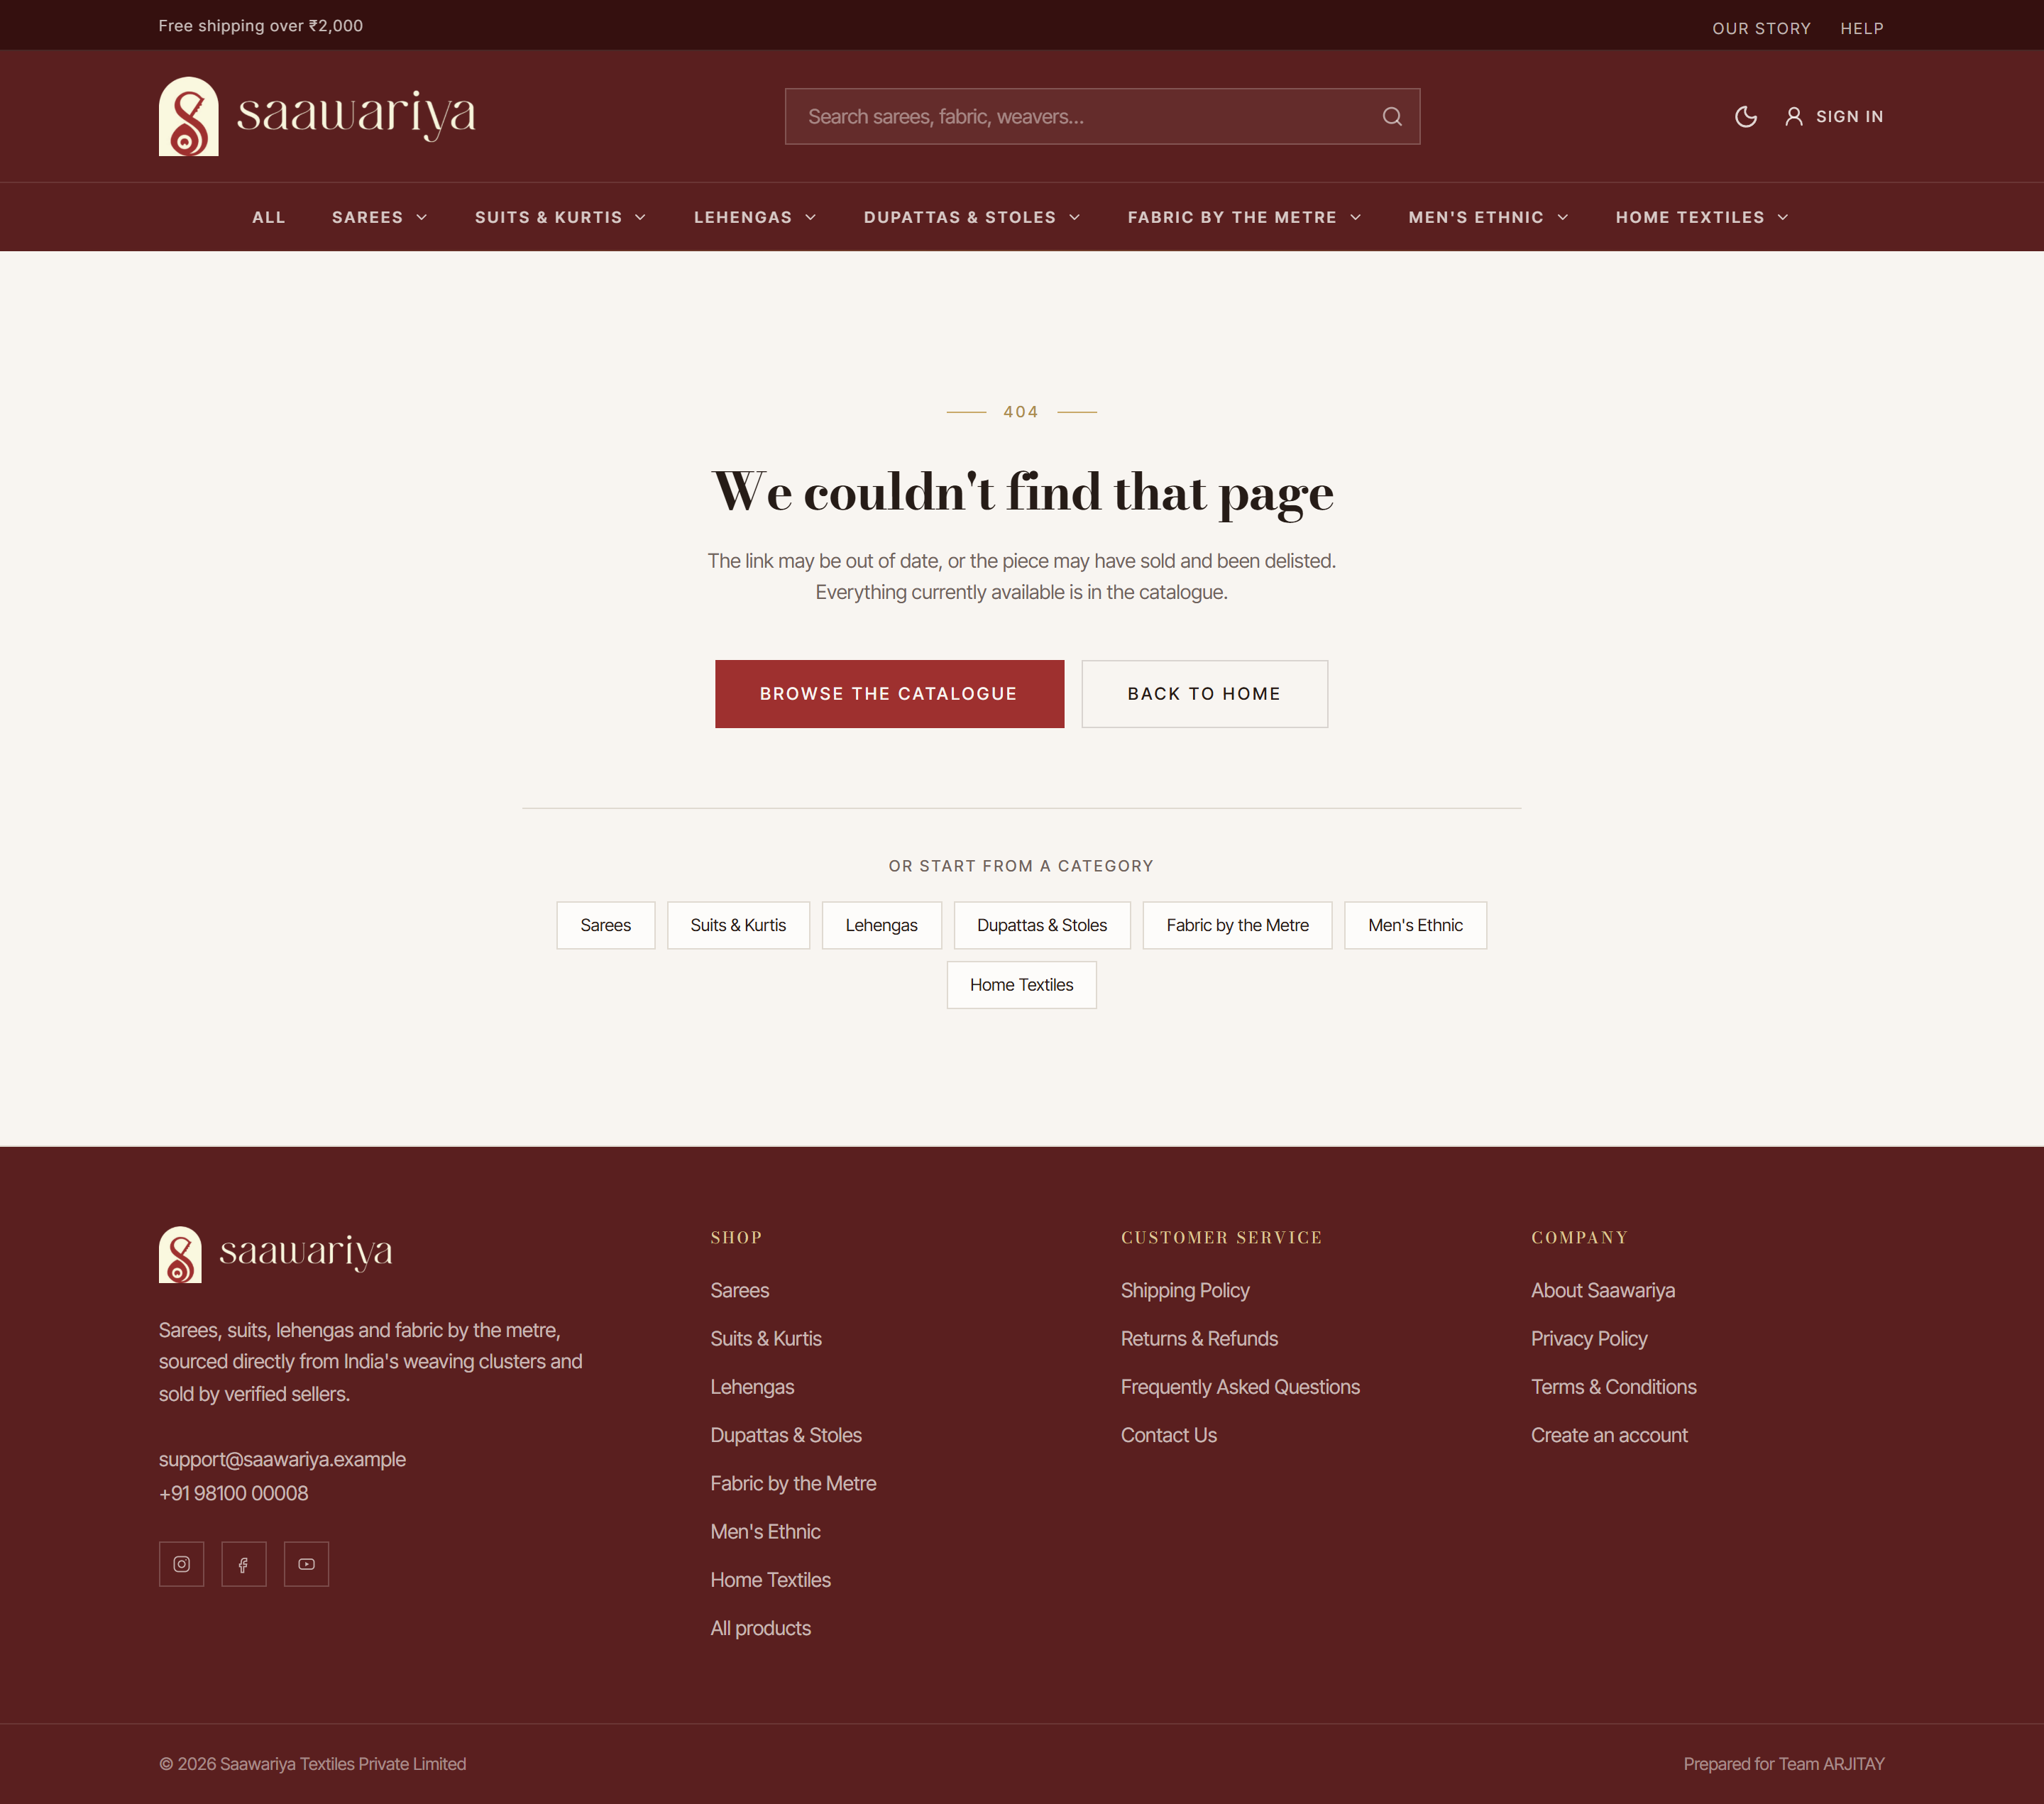 Free shipping over ₹2,000
OUR STORY HELP
saawariya
Search sarees, fabric, weavers...
SIGN IN
ALL SAREES SUITS & KURTIS LEHENGAS DUPATTAS & STOLES FABRIC BY THE METRE MEN'S ETHNIC HOME TEXTILES
404
We couldn't find that page
The link may be out of date, or the piece may have sold and been delisted.
Everything currently available is in the catalogue.
BROWSE THE CATALOGUE BACK TO HOME
OR START FROM A CATEGORY
Sarees Suits & Kurtis Lehengas Dupattas & Stoles Fabric by the Metre Men's Ethnic
Home Textiles
saawariya
Sarees, suits, lehengas and fabric by the metre,
sourced directly from India's weaving clusters and
sold by verified sellers.
support@saawariya.example
+91 98100 00008
SHOP
Sarees
Suits & Kurtis
Lehengas
Dupattas & Stoles
Fabric by the Metre
Men's Ethnic
Home Textiles
All products
CUSTOMER SERVICE
Shipping Policy
Returns & Refunds
Frequently Asked Questions
Contact Us
COMPANY
About Saawariya
Privacy Policy
Terms & Conditions
Create an account
© 2026 Saawariya Textiles Private Limited
Prepared for Team ARJITAY